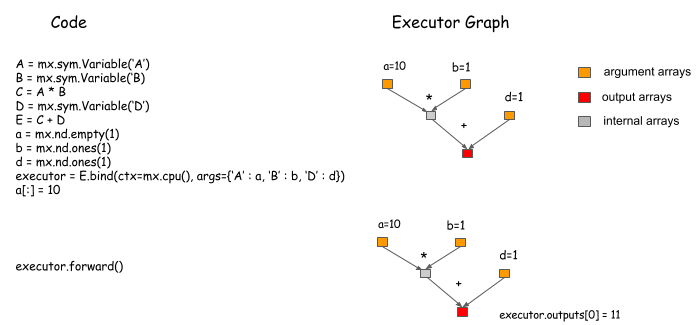 Code
A = mx.sym.Variable('A')
B = mx.sym.Variable('B)
C = A * B
D = mx.sym.Variable('D')
E = C + D
a = mx.nd.empty(1)
b = mx.nd.ones(1)
d = mx.nd.ones(1)
executor = E.bind(ctx=mx.cpu(), args={'A' : a, 'B' : b, 'D' : d})
a[:] = 10
executor.forward()
Executor Graph
a=10
b=1
*
d=1
+
argument arrays
output arrays
internal arrays
a=10
b=1
*
d=1
+
executor.outputs[0] = 11